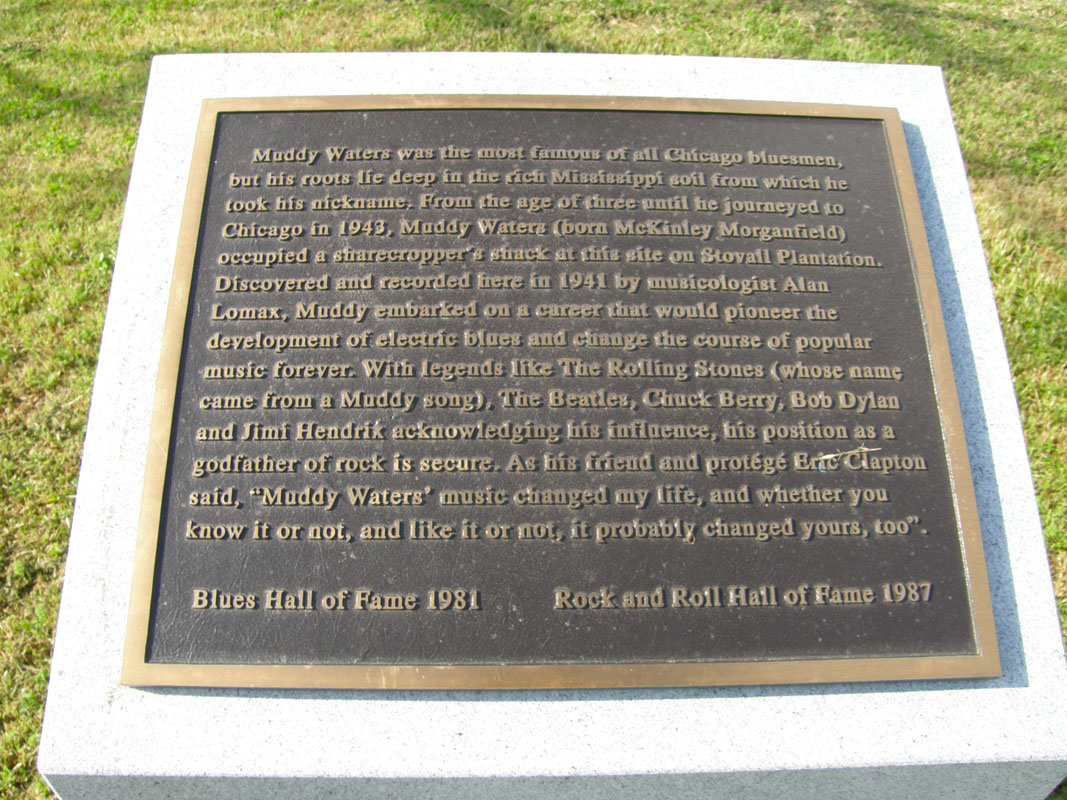 Muddy Waters was the most famous of all Chicago bluesmen,
but his roots lie deep in the rich Mississippi soil from which he
took his nickname. From the age of three until he journeyed to
Chicago in 1943, Muddy Waters (born McKinley Morganfield)
occupied a sharecropper's shack at this site on Stovall Plantation.
Discovered and recorded here in 1941 by musicologist Alan
Lomax, Muddy embarked on a career that would pioneer the
development of electric blues and change the course of popular
music forever. With legends like The Rolling Stones (whose name
came from a Muddy song), The Beatles, Chuck Berry, Bob Dylan
and Jimi Hendrik acknowledging his influence, his position as a
godfather of rock is secure. As his friend and protégé Eric Clapton
said, "Muddy Waters' music changed my life, and whether you
know it or not, and like it or not, it probably changed yours, too".
Blues Hall of Fame 1981 Rock and Roll Hall of Fame 1987